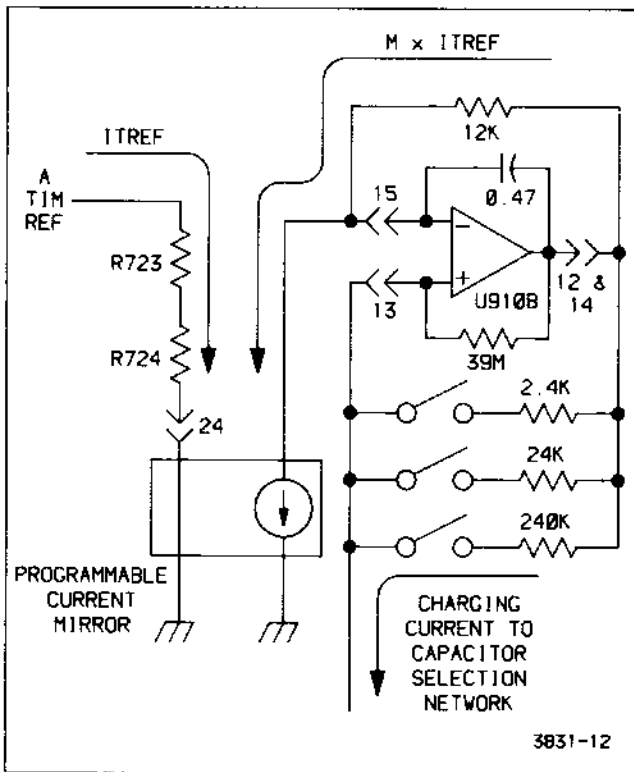 M x ITREF
12K
ITREF
A
TIM
REF
15
0.47
−
+
R723
13
U910B
12 &
14
39M
R724
2.4K
24
24K
240K
PROGRAMMABLE
CURRENT
MIRROR
CHARGING
CURRENT TO
CAPACITOR
SELECTION
NETWORK
3831-12